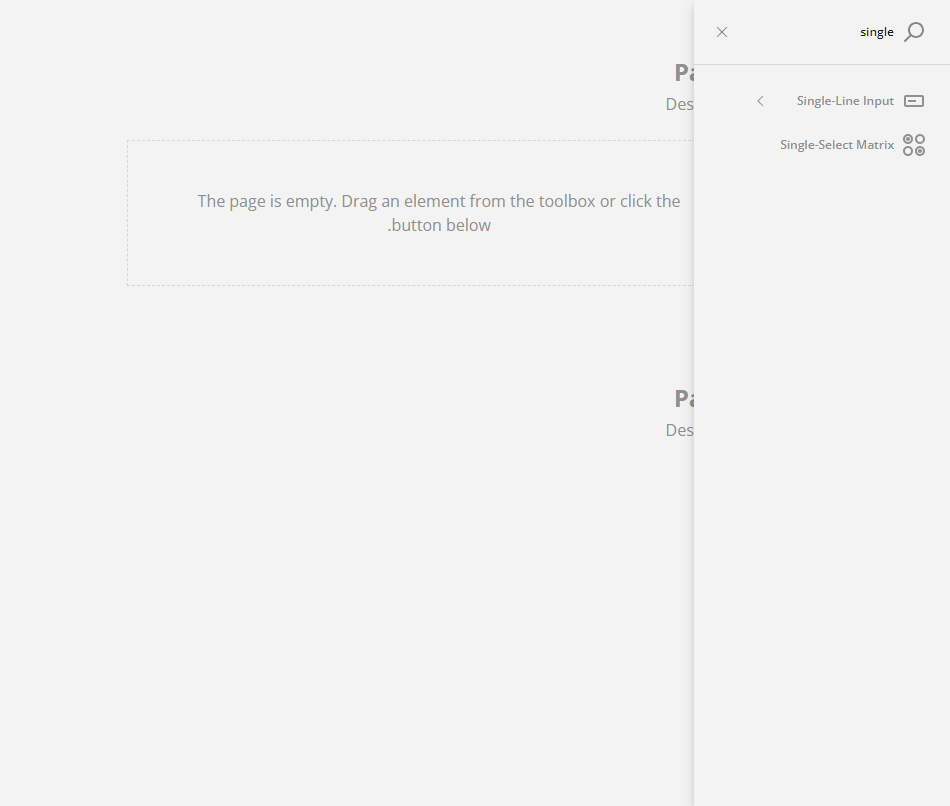 single
Single-Line Input
Single-Select Matrix
Pa
Des
The page is empty. Drag an element from the toolbox or click the
.button below
Pa
Des